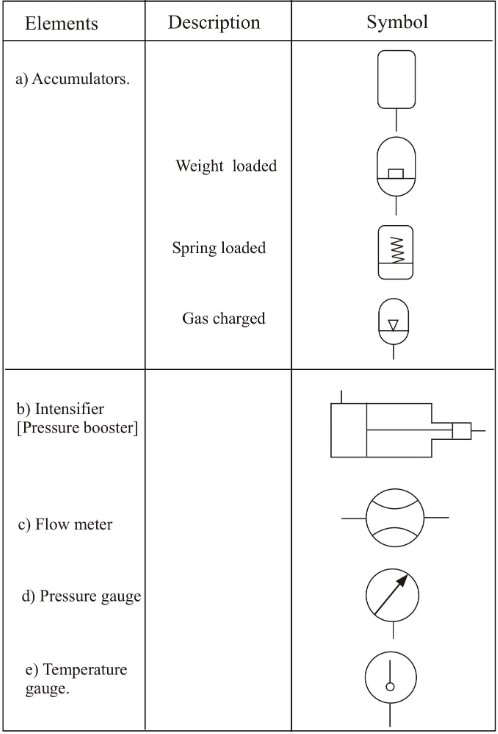 Elements
Description
Symbol
a) Accumulators.
Weight loaded
Spring loaded
Gas charged
b) Intensifier
[Pressure booster]
c) Flow meter
d) Pressure gauge
e) Temperature
gauge.